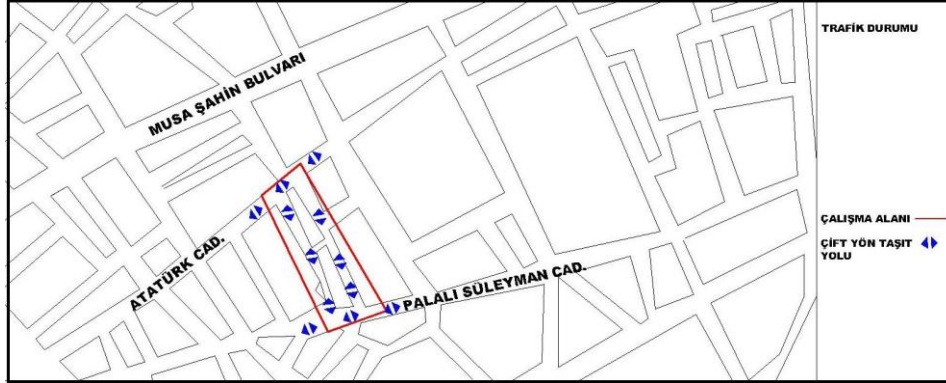 TRAFİK DURUMU
MUSA ŞAHİN BULVARI
ÇALIŞMA ALANI
ATATÜRK CAD.
ÇİFT YÖN TAŞIT
YOLU
PALALI SÜLEYMAN CAD.